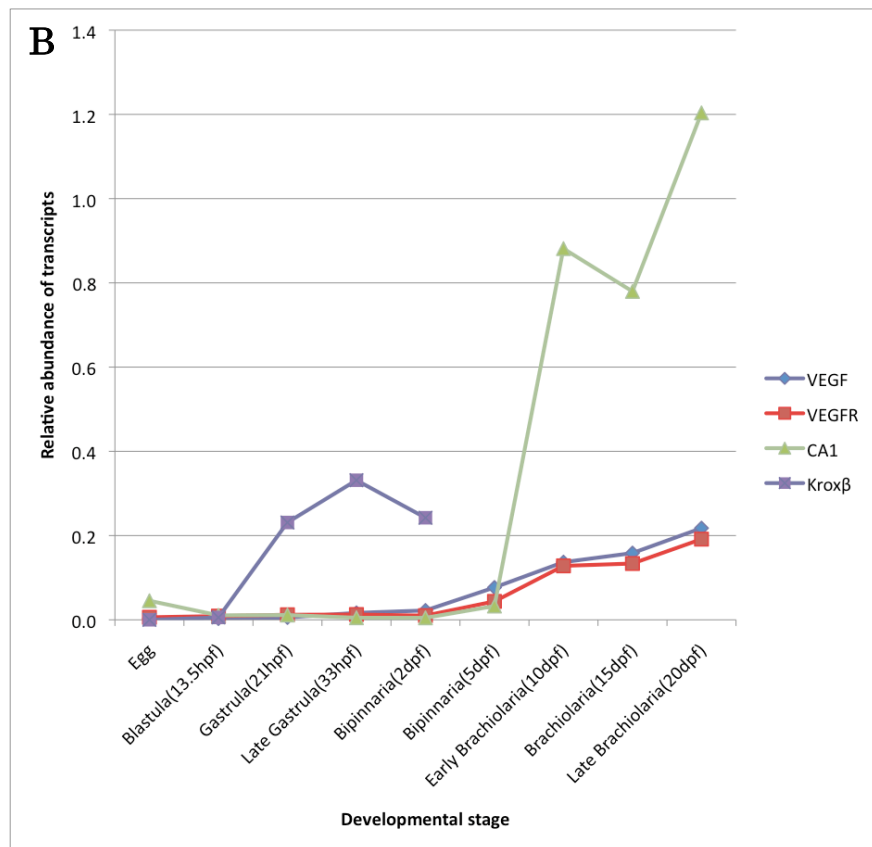 B
1.4
1.2
1.0
0.8
0.6
0.4
0.2
0.0
Relative abundance of transcripts
Egg
Blastula(13.5hpf)
Gastrula(21hpf)
Late Gastrula(33hpf)
Bipinnaria(2dpf)
Bipinnaria(5dpf)
Early Brachiolaria(10dpf)
Brachiolaria(15dpf)
Late Brachiolaria(20dpf)
Developmental stage
VEGF
VEGFR
CA1
Kroxβ